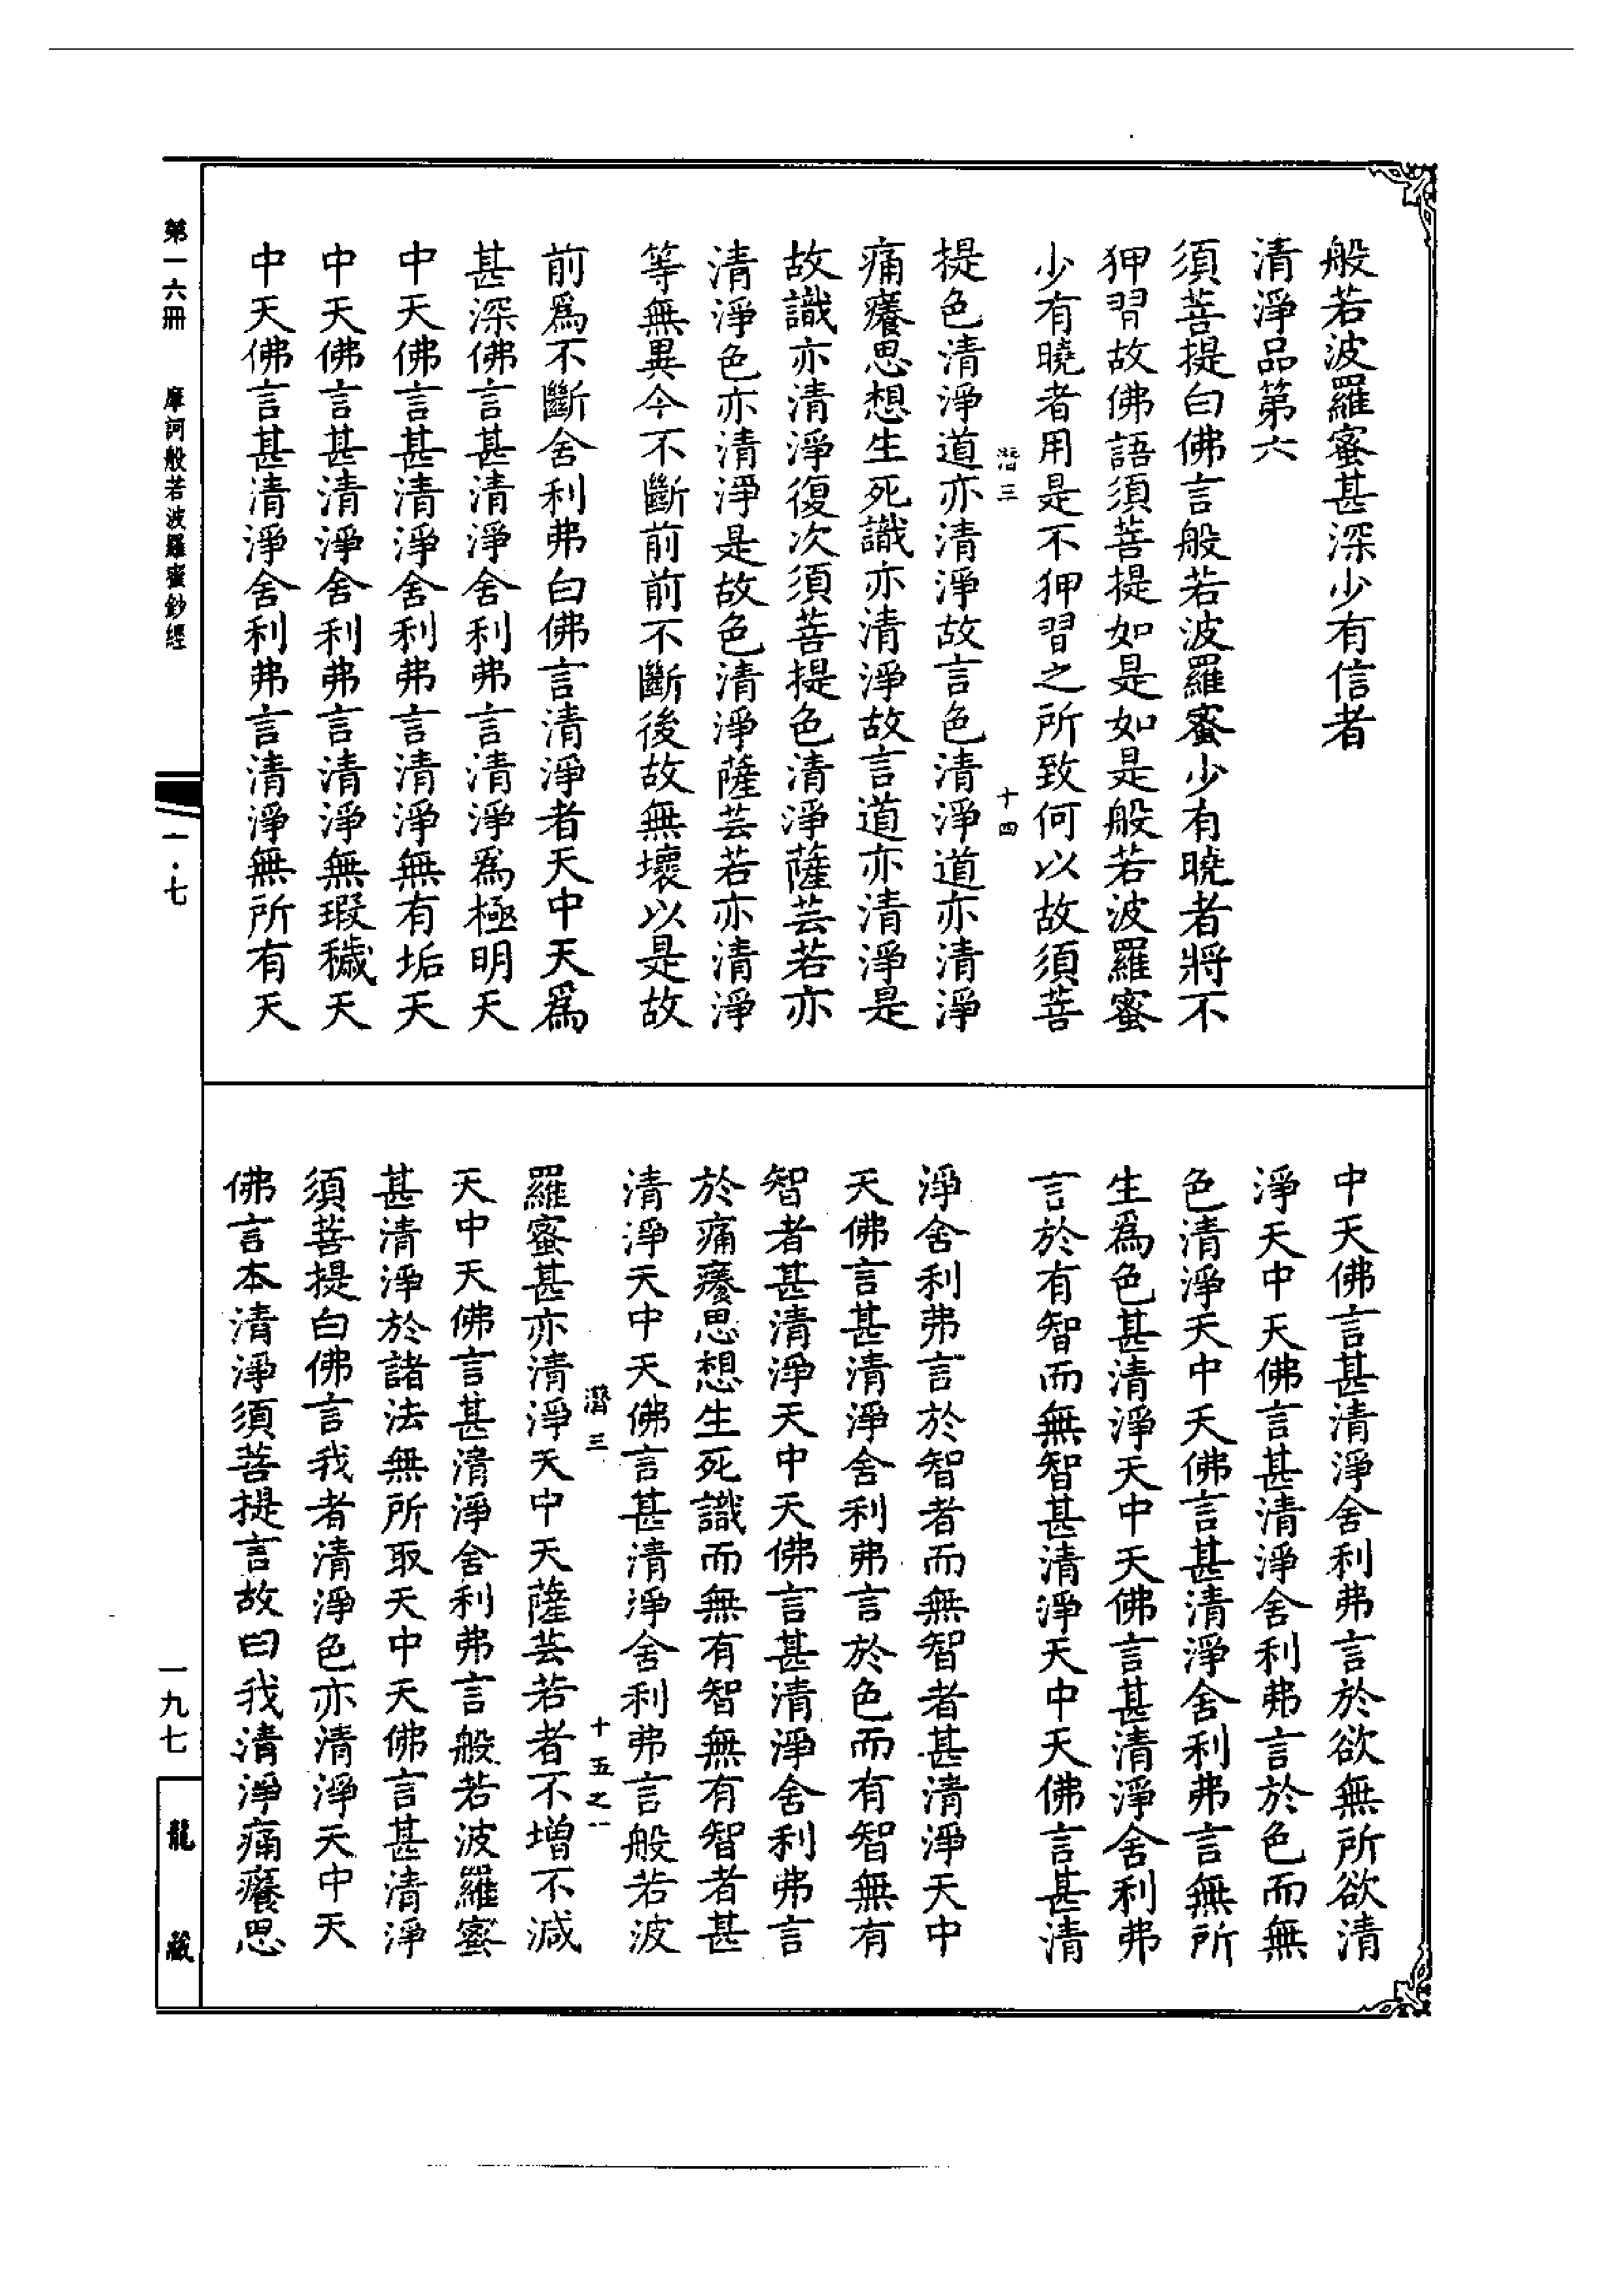 般若波羅蜜甚深少有信者
清淨品第六
須菩提白佛言般若波羅蜜少有曉者將不
狎習故佛語須菩提如是如是般若波羅蜜
少有曉者用是不狎習之所致何以故須菩
潛三 十四
提色清淨道亦清淨故言色清淨道亦清淨
痛癢思想生死識亦清淨故言道亦清淨是
故識亦清淨復次須菩提色清淨薩芸若亦
清淨色亦清淨是故色清淨薩芸若亦清淨
等無異今不斷前前不斷後故無壞以是故
前爲不斷舍利弗白佛言清淨者天中天爲
甚深佛言甚清淨舍利弗言清淨爲極明天
中天佛言甚清淨舍利弗言清淨無有垢天
中天佛言甚清淨舍利弗言清淨無瑕穢天
中天佛言甚清淨舍利弗言清淨無所有天
中天佛言甚清淨舍利弗言於欲無所欲清
淨天中天佛言甚清淨舍利弗言於色而無
色清淨天中天佛言甚清淨舍利弗言無所
生爲色甚清淨天中天佛言甚清淨舍利弗
言於有智而無智甚清淨天中天佛言甚清
淨舍利弗言於智者而無智者甚清淨天中
天佛言甚清淨舍利弗言於色而有智無有
智者甚清淨天中天佛言甚清淨舍利弗言
於痛癢思想生死識而無有智無有智者甚
清淨天中天佛言甚清淨舍利弗言般若波
潛三 十五之一
羅蜜甚亦清淨天中天薩芸若者不增不減
天中天佛言甚清淨舍利弗言般若波羅蜜
甚清淨於諸法無所取天中天佛言甚清淨
須菩提白佛言我者清淨色亦清淨天中天
佛言本清淨須菩提言故曰我清淨痛癢思
第一六冊 摩訶般若波羅蜜鈔經
一·七
一九七
龍藏